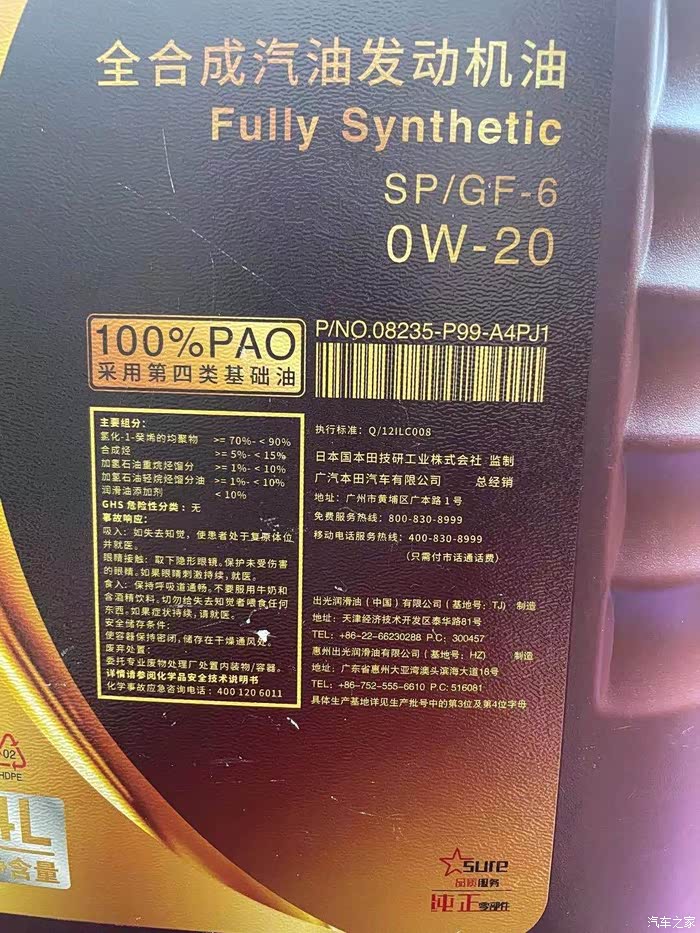 全合成汽油发动机油
Fully Synthetic
SP/GF-6
0W-20
100%PAO
采用第四类基础油
P/NO.08235-P99-A4PJ1
主要组分：
氢化-1-癸烯的均聚物 >= 70%- < 90%
合成烃 >= 5%- < 15%
加氢石油重烷烃馏分 >= 1%- < 10%
加氢石油轻烷烃馏分油 >= 1%- < 10%
润滑油添加剂 < 10%
GHS 危险性分类：无
事故响应：
吸入：如失去知觉，使患者处于复原体位
并就医。
眼睛接触：取下隐形眼镜。保护未受伤害
的眼睛。如果眼睛刺激持续，就医。
食入：保持呼吸道通畅。不要服用牛奶和
含酒精饮料。切勿给失去知觉者喂食任何
东西。如果症状持续，请就医。
安全储存条件：
使容器保持密闭，储存在干燥通风处。
废弃处置：
委托专业废物处理厂处置内装物/容器。
详情请参阅化学品安全技术说明书
化学事故应急咨询电话：400 120 6011
执行标准：Q/12ILC008
日本国本田技研工业株式会社 监制
广汽本田汽车有限公司 总经销
地址：广州市黄埔区广本路1号
免费服务热线：800-830-8999
移动电话服务热线：400-830-8999
（只需付市话通话费）
出光润滑油（中国）有限公司（基地号：TJ）制造
地址：天津经济技术开发区泰华路81号
TEL：+86-22-66230288 P.C：300457
惠州出光润滑油有限公司（基地号：HZ） 制造
地址：广东省惠州大亚湾澳头滨海大道18号
TEL：+86-752-555-6610 P.C：516081
具体生产基地详见生产批号中的第3位及第4位字母
02
HDPE
4L
含量
sure
品质服务
纯正零部件
汽车之家